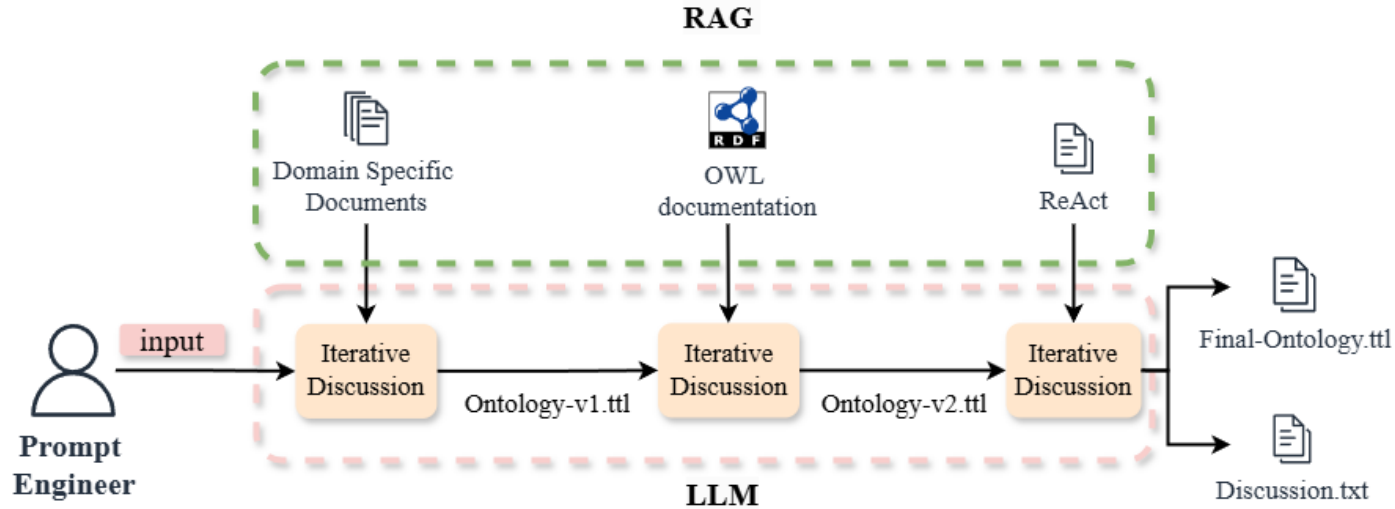 RAG
Domain Specific
Documents
RDF
OWL
documentation
ReAct
input
Iterative
Discussion
Ontology-v1.ttl
Iterative
Discussion
Ontology-v2.ttl
Iterative
Discussion
Final-Ontology.ttl
Discussion.txt
Prompt
Engineer
LLM